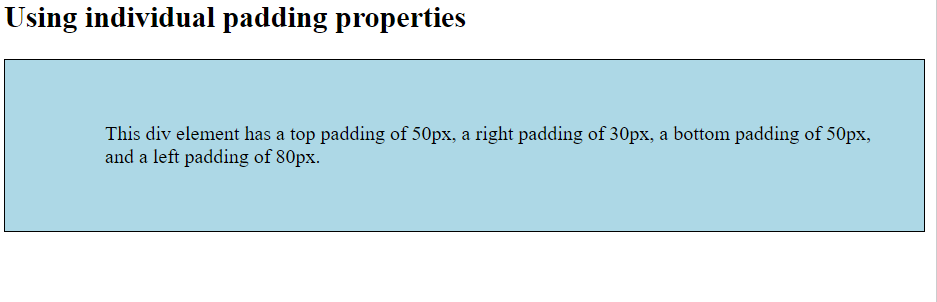 Using individual padding properties
This div element has a top padding of 50px, a right padding of 30px, a bottom padding of 50px,
and a left padding of 80px.